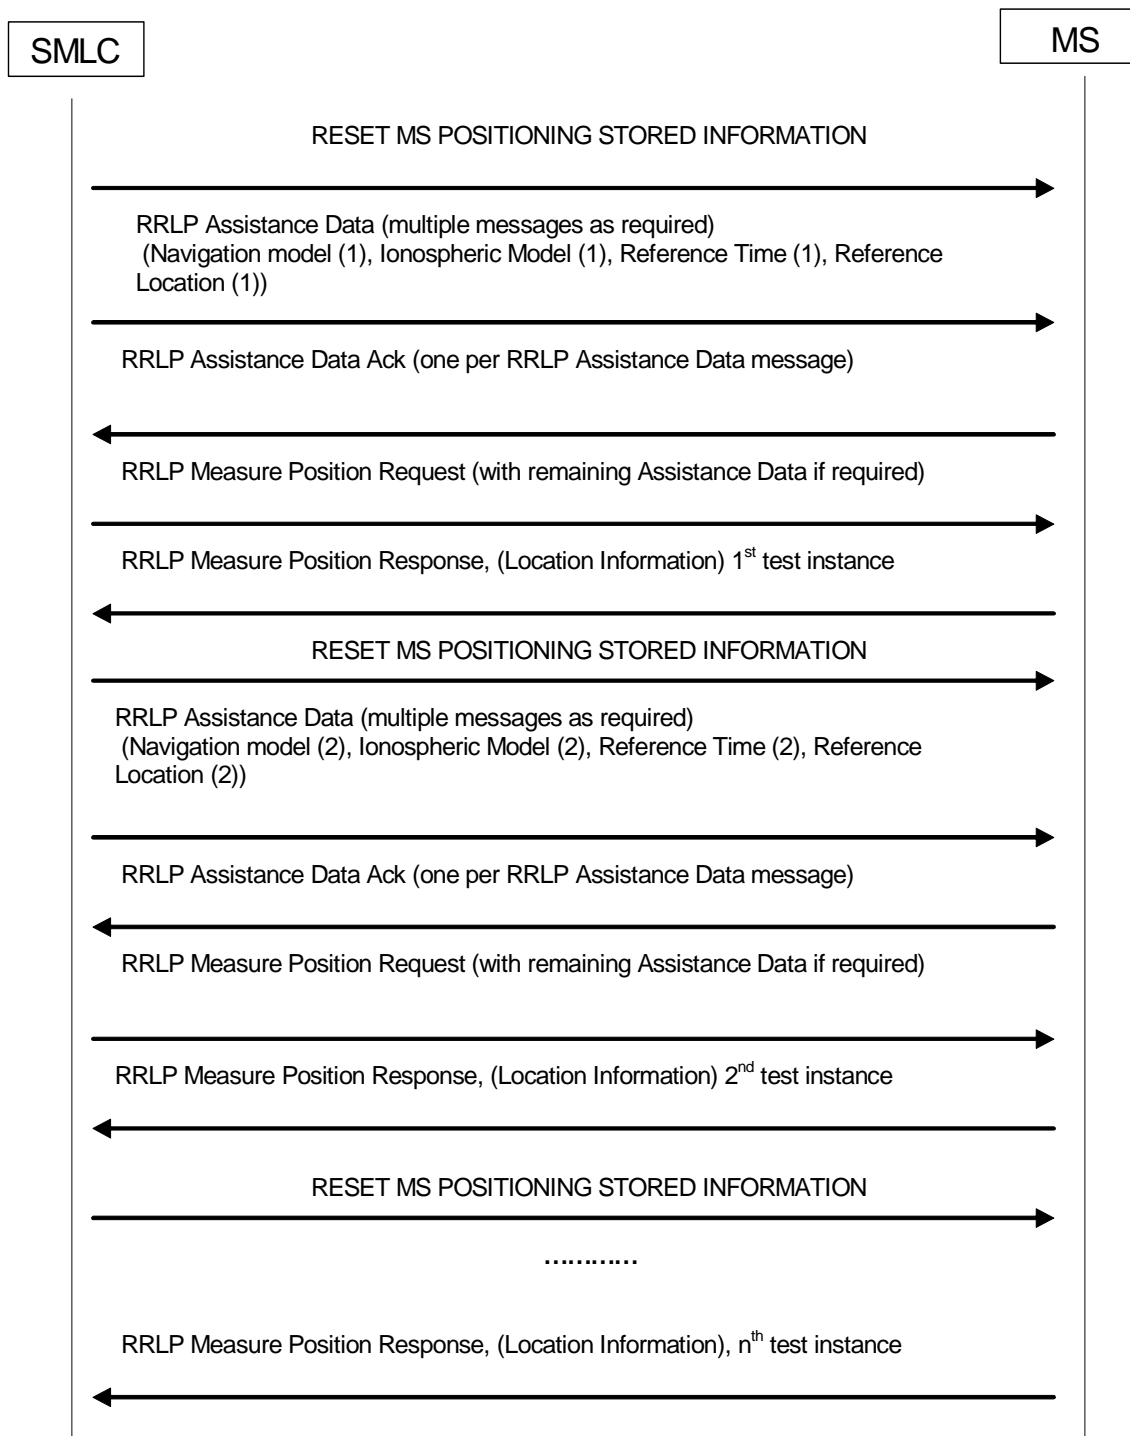 SMLC
MS
RESET MS POSITIONING STORED INFORMATION
RRLP Assistance Data (multiple messages as required)
(Navigation model (1), Ionospheric Model (1), Reference Time (1), Reference
Location (1))
RRLP Assistance Data Ack (one per RRLP Assistance Data message)
RRLP Measure Position Request (with remaining Assistance Data if required)
RRLP Measure Position Response, (Location Information) 1st test instance
RESET MS POSITIONING STORED INFORMATION
RRLP Assistance Data (multiple messages as required)
(Navigation model (2), Ionospheric Model (2), Reference Time (2), Reference
Location (2))
RRLP Assistance Data Ack (one per RRLP Assistance Data message)
RRLP Measure Position Request (with remaining Assistance Data if required)
RRLP Measure Position Response, (Location Information) 2nd test instance
RESET MS POSITIONING STORED INFORMATION
…………
RRLP Measure Position Response, (Location Information), nth test instance